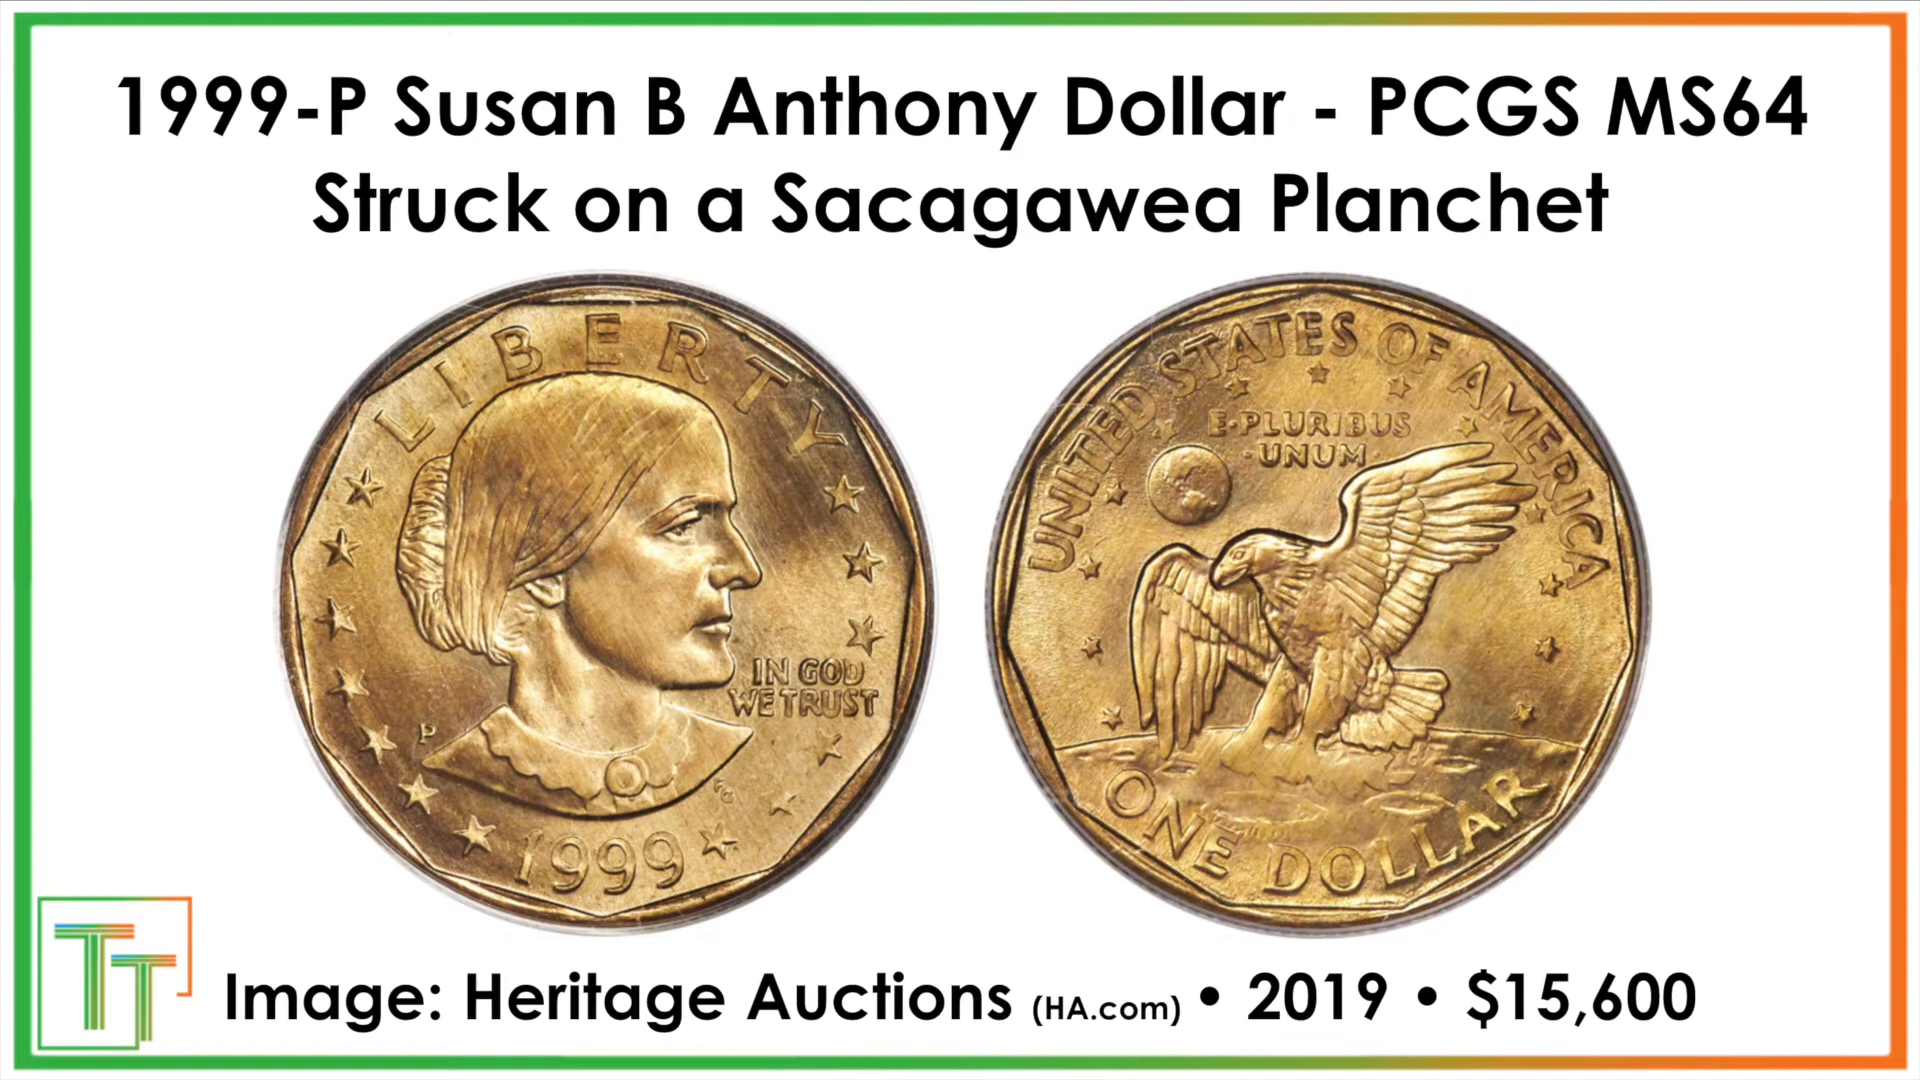 1999-P Susan B Anthony Dollar - PCGS MS64
Struck on a Sacagawea Planchet
LIBERTY
IN GOD
WE TRUST
P
1999
UNITED STATES OF AMERICA
E·PLURIBUS
·UNUM·
ONE DOLLAR
TT
Image: Heritage Auctions (HA.com) • 2019 • $15,600